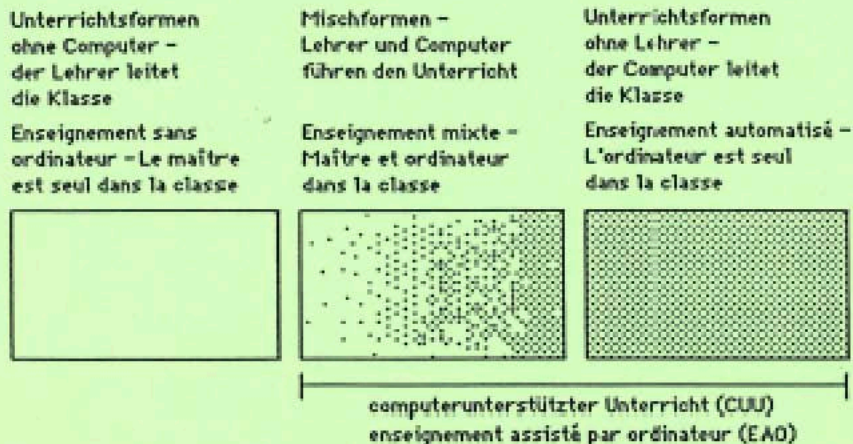 Unterrichtsformen
ohne Computer –
der Lehrer leitet
die Klasse
Enseignement sans
ordinateur – Le maître
est seul dans la classe
Mischformen –
Lehrer und Computer
führen den Unterricht
Enseignement mixte –
Maître et ordinateur
dans la classe
Unterrichtsformen
ohne Lehrer –
der Computer leitet
die Klasse
Enseignement automatisé –
L'ordinateur est seul
dans la classe
computerunterstützter Unterricht (CUU)
enseignement assisté par ordinateur (EAO)